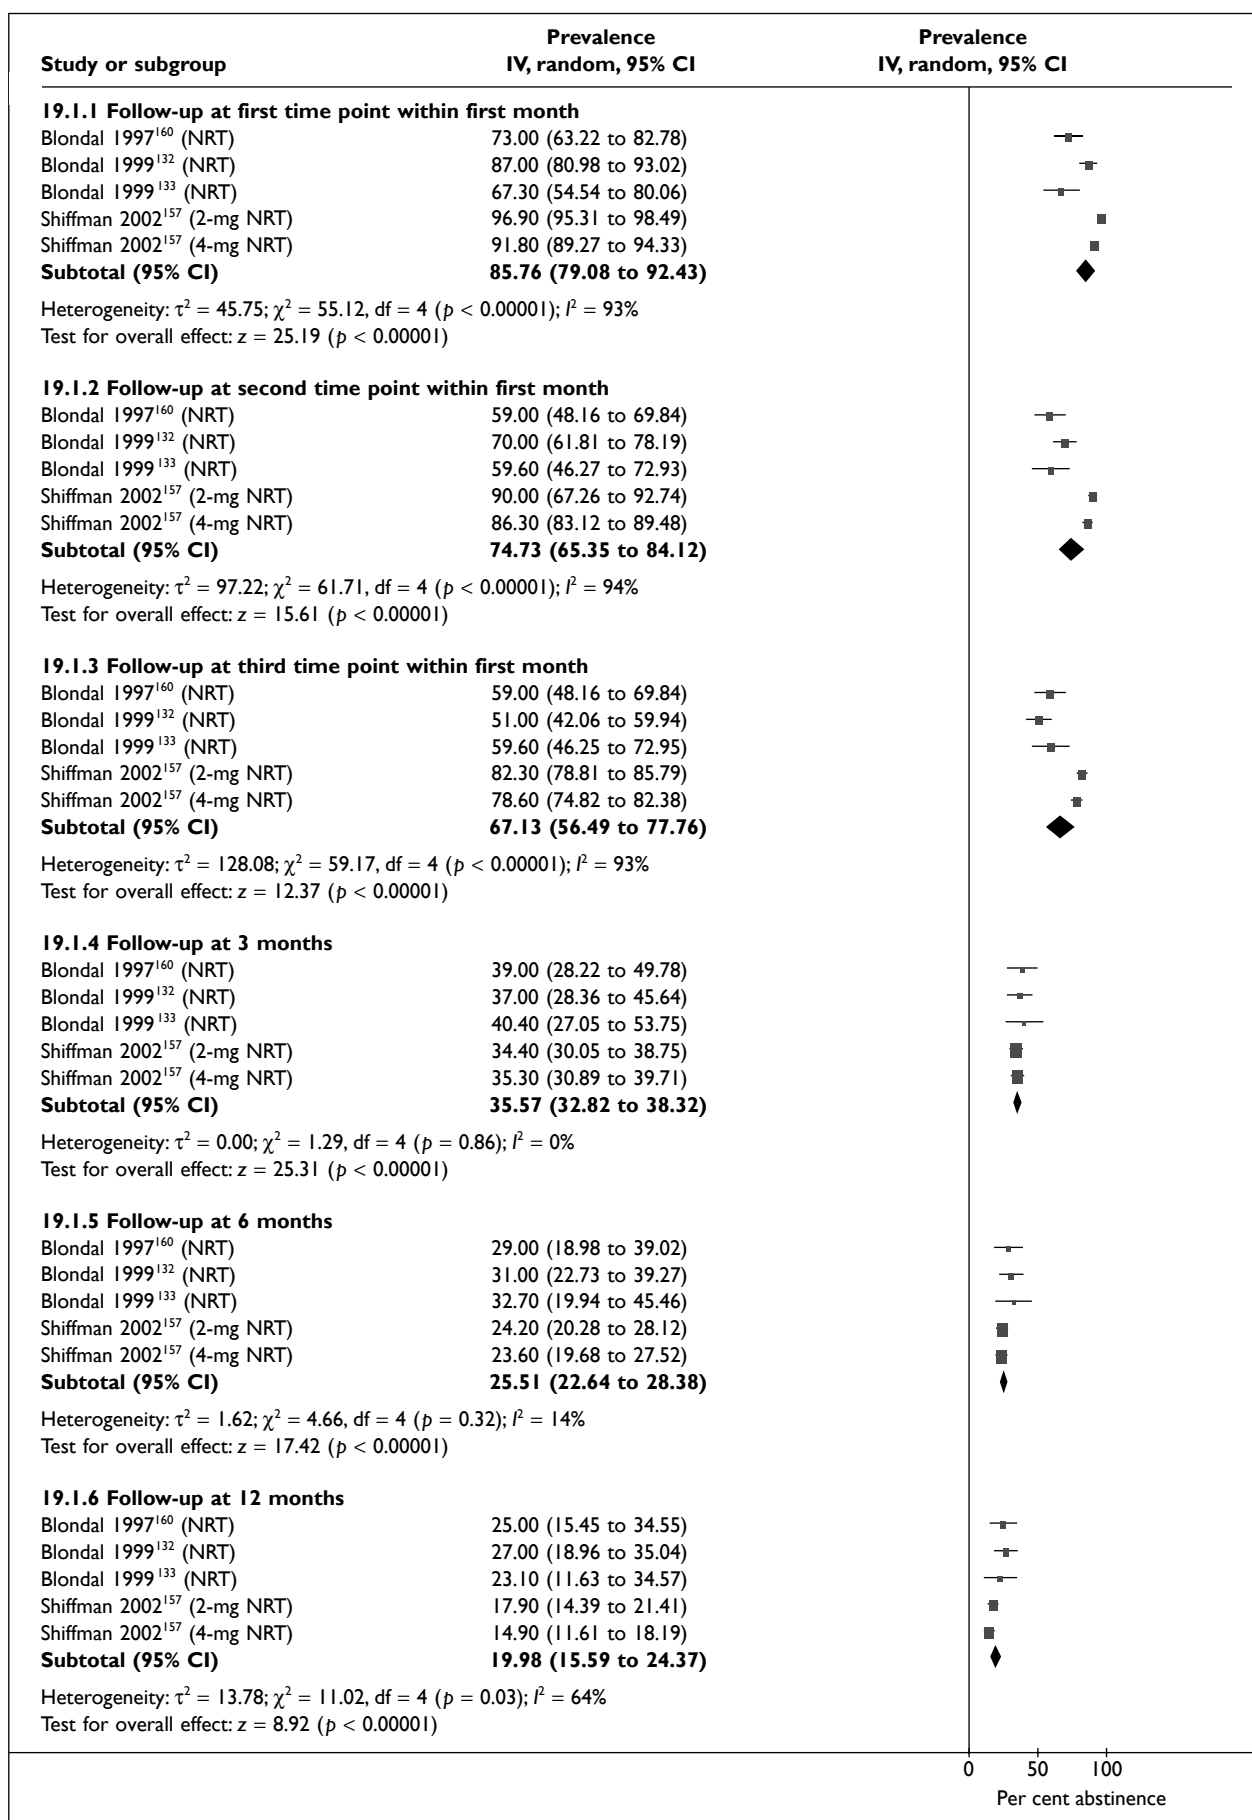 Prevalence Prevalence
Study or subgroup IV, random, 95% CI IV, random, 95% CI
19.1.1 Follow-up at first time point within first month
Blondal 1997160 (NRT) 73.00 (63.22 to 82.78)
Blondal 1999132 (NRT) 87.00 (80.98 to 93.02)
Blondal 1999133 (NRT) 67.30 (54.54 to 80.06)
Shiffman 2002157 (2-mg NRT) 96.90 (95.31 to 98.49)
Shiffman 2002157 (4-mg NRT) 91.80 (89.27 to 94.33)
Subtotal (95% CI) 85.76 (79.08 to 92.43)
Heterogeneity: τ2 = 45.75; χ2 = 55.12, df = 4 (p < 0.00001); I2 = 93%
Test for overall effect: z = 25.19 (p < 0.00001)
19.1.2 Follow-up at second time point within first month
Blondal 1997160 (NRT) 59.00 (48.16 to 69.84)
Blondal 1999132 (NRT) 70.00 (61.81 to 78.19)
Blondal 1999133 (NRT) 59.60 (46.27 to 72.93)
Shiffman 2002157 (2-mg NRT) 90.00 (67.26 to 92.74)
Shiffman 2002157 (4-mg NRT) 86.30 (83.12 to 89.48)
Subtotal (95% CI) 74.73 (65.35 to 84.12)
Heterogeneity: τ2 = 97.22; χ2 = 61.71, df = 4 (p < 0.00001); I2 = 94%
Test for overall effect: z = 15.61 (p < 0.00001)
19.1.3 Follow-up at third time point within first month
Blondal 1997160 (NRT) 59.00 (48.16 to 69.84)
Blondal 1999132 (NRT) 51.00 (42.06 to 59.94)
Blondal 1999133 (NRT) 59.60 (46.25 to 72.95)
Shiffman 2002157 (2-mg NRT) 82.30 (78.81 to 85.79)
Shiffman 2002157 (4-mg NRT) 78.60 (74.82 to 82.38)
Subtotal (95% CI) 67.13 (56.49 to 77.76)
Heterogeneity: τ2 = 128.08; χ2 = 59.17, df = 4 (p < 0.00001); I2 = 93%
Test for overall effect: z = 12.37 (p < 0.00001)
19.1.4 Follow-up at 3 months
Blondal 1997160 (NRT) 39.00 (28.22 to 49.78)
Blondal 1999132 (NRT) 37.00 (28.36 to 45.64)
Blondal 1999133 (NRT) 40.40 (27.05 to 53.75)
Shiffman 2002157 (2-mg NRT) 34.40 (30.05 to 38.75)
Shiffman 2002157 (4-mg NRT) 35.30 (30.89 to 39.71)
Subtotal (95% CI) 35.57 (32.82 to 38.32)
Heterogeneity: τ2 = 0.00; χ2 = 1.29, df = 4 (p = 0.86); I2 = 0%
Test for overall effect: z = 25.31 (p < 0.00001)
19.1.5 Follow-up at 6 months
Blondal 1997160 (NRT) 29.00 (18.98 to 39.02)
Blondal 1999132 (NRT) 31.00 (22.73 to 39.27)
Blondal 1999133 (NRT) 32.70 (19.94 to 45.46)
Shiffman 2002157 (2-mg NRT) 24.20 (20.28 to 28.12)
Shiffman 2002157 (4-mg NRT) 23.60 (19.68 to 27.52)
Subtotal (95% CI) 25.51 (22.64 to 28.38)
Heterogeneity: τ2 = 1.62; χ2 = 4.66, df = 4 (p = 0.32); I2 = 14%
Test for overall effect: z = 17.42 (p < 0.00001)
19.1.6 Follow-up at 12 months
Blondal 1997160 (NRT) 25.00 (15.45 to 34.55)
Blondal 1999132 (NRT) 27.00 (18.96 to 35.04)
Blondal 1999133 (NRT) 23.10 (11.63 to 34.57)
Shiffman 2002157 (2-mg NRT) 17.90 (14.39 to 21.41)
Shiffman 2002157 (4-mg NRT) 14.90 (11.61 to 18.19)
Subtotal (95% CI) 19.98 (15.59 to 24.37)
Heterogeneity: τ2 = 13.78; χ2 = 11.02, df = 4 (p = 0.03); I2 = 64%
Test for overall effect: z = 8.92 (p < 0.00001)
0 50 100
Per cent abstinence